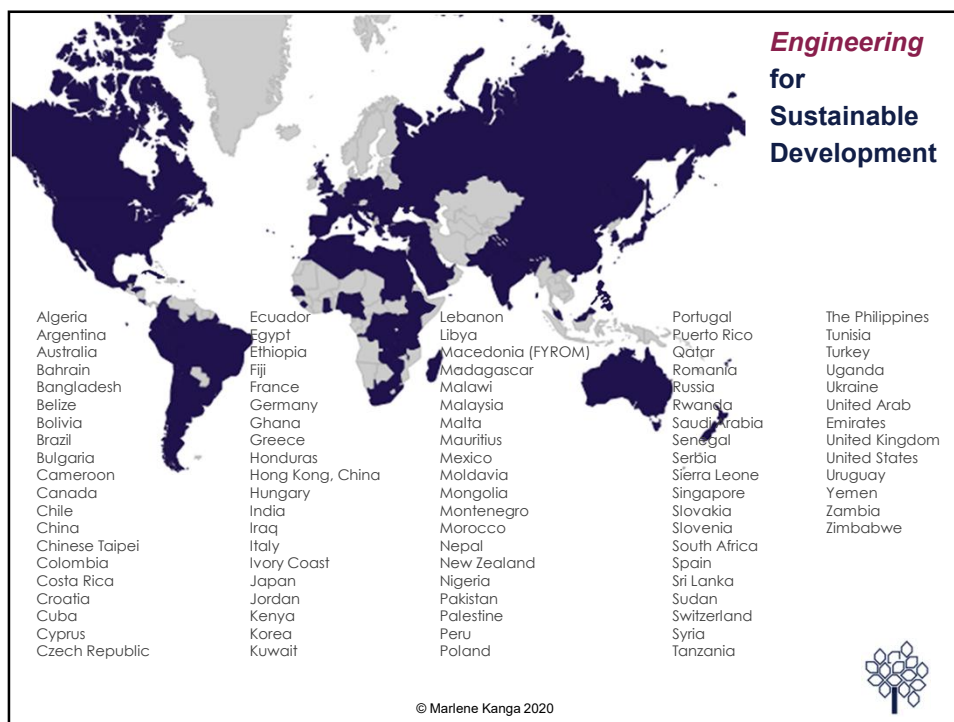 Engineering
for
Sustainable
Development
Algeria
Argentina
Australia
Bahrain
Bangladesh
Belize
Bolivia
Brazil
Bulgaria
Cameroon
Canada
Chile
China
Chinese Taipei
Colombia
Costa Rica
Croatia
Cuba
Cyprus
Czech Republic
Ecuador
Egypt
Ethiopia
Fiji
France
Germany
Ghana
Greece
Honduras
Hong Kong, China
Hungary
India
Iraq
Italy
Ivory Coast
Japan
Jordan
Kenya
Korea
Kuwait
Lebanon
Libya
Macedonia (FYROM)
Madagascar
Malawi
Malaysia
Malta
Mauritius
Mexico
Moldavia
Mongolia
Montenegro
Morocco
Nepal
New Zealand
Nigeria
Pakistan
Palestine
Peru
Poland
Portugal
Puerto Rico
Qatar
Romania
Russia
Rwanda
Saudi Arabia
Senegal
Serbia
Sierra Leone
Singapore
Slovakia
Slovenia
South Africa
Spain
Sri Lanka
Sudan
Switzerland
Syria
Tanzania
The Philippines
Tunisia
Turkey
Uganda
Ukraine
United Arab
Emirates
United Kingdom
United States
Uruguay
Yemen
Zambia
Zimbabwe
© Marlene Kanga 2020